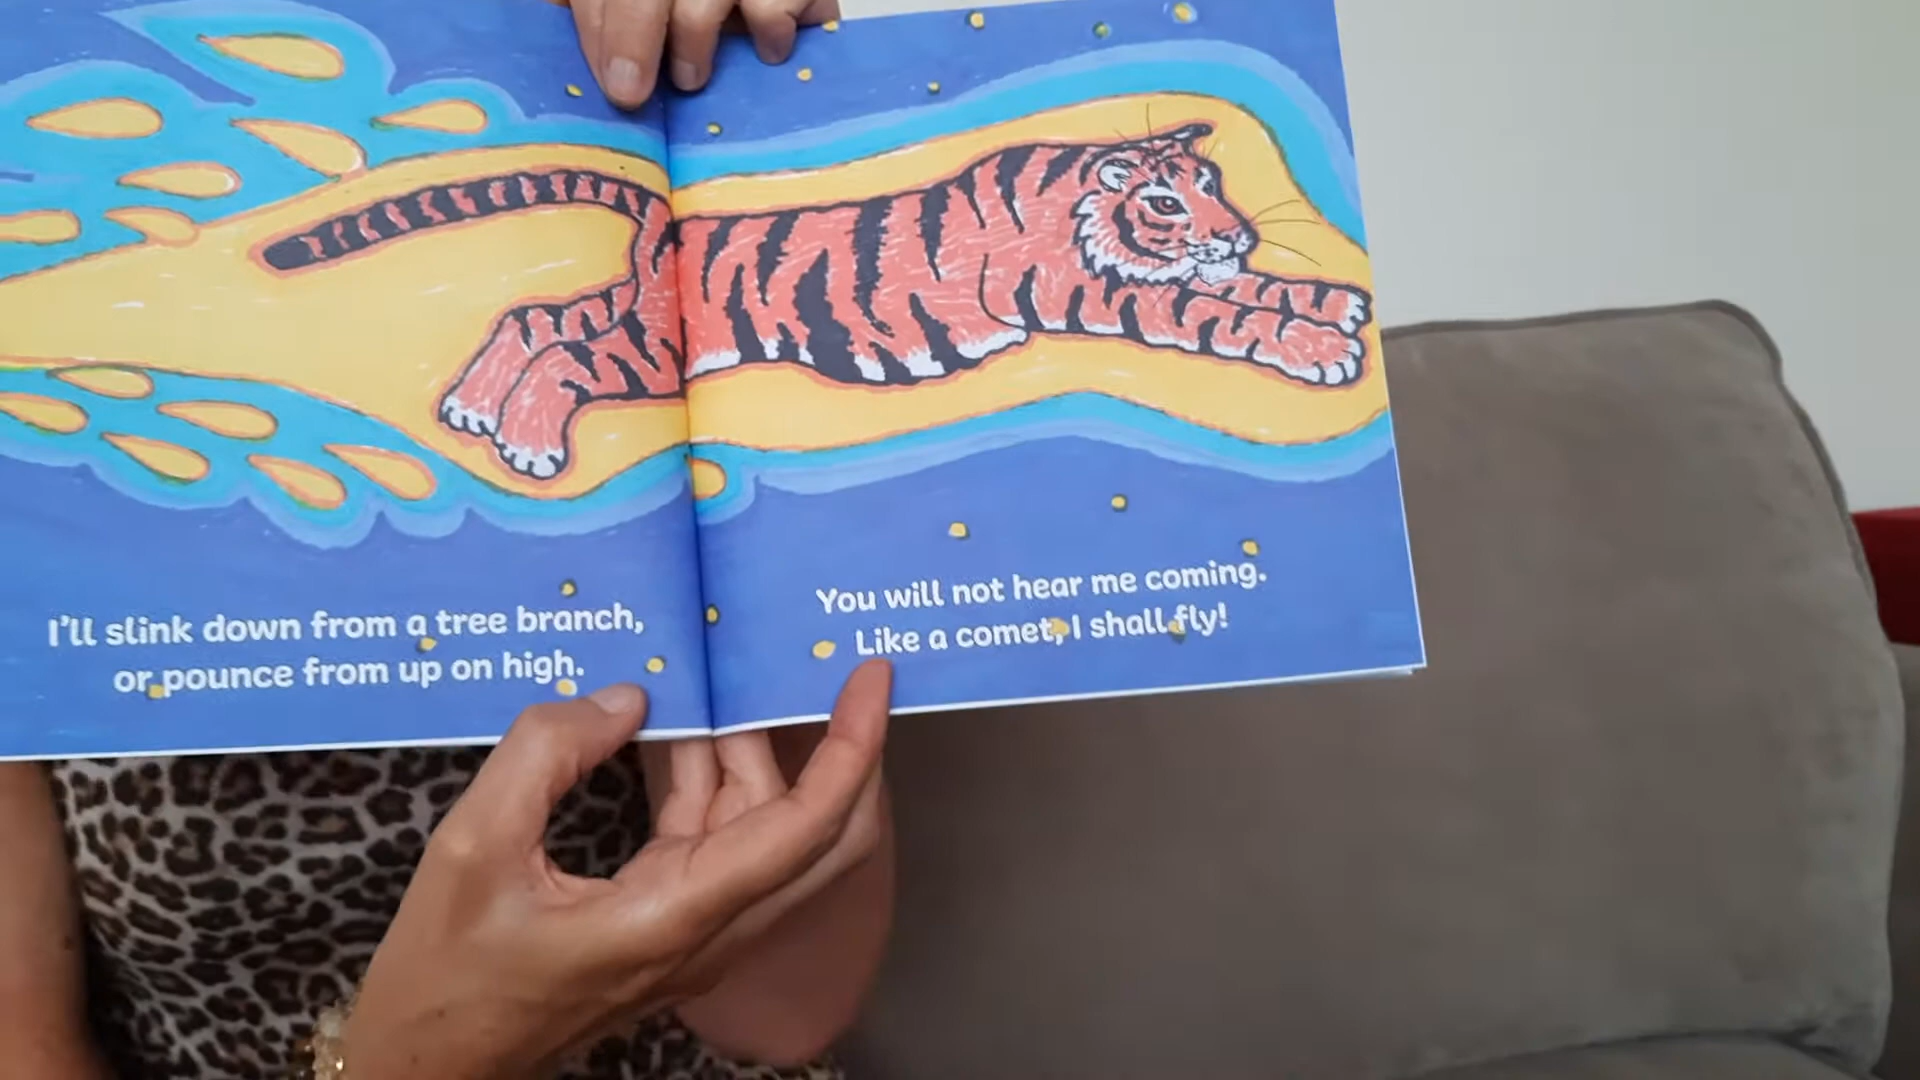 I'll slink down from a tree branch,
or pounce from up on high.
You will not hear me coming.
Like a comet, I shall fly!